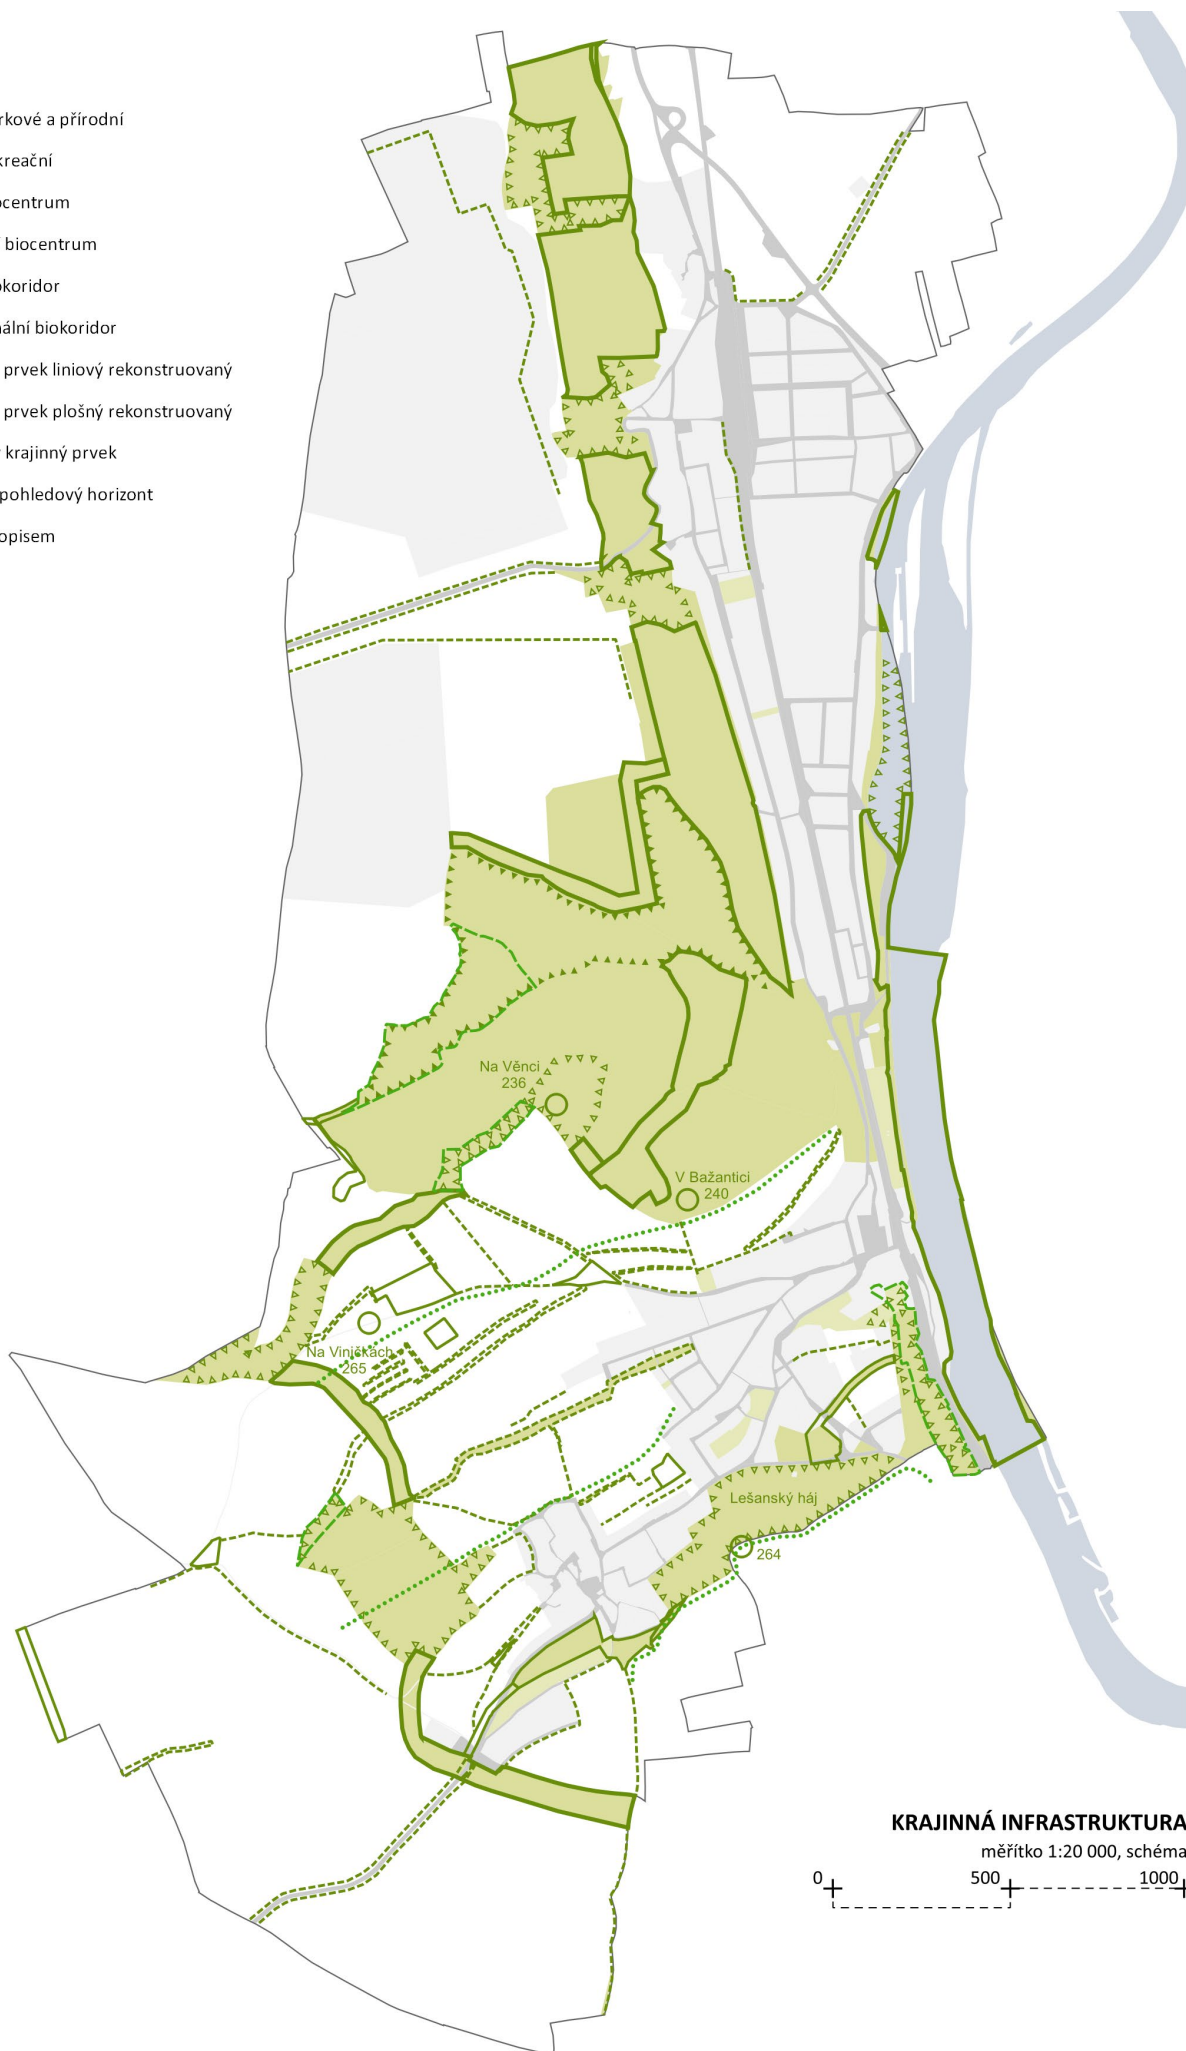 rkové a přírodní
kreační
ocentrum
í biocentrum
okoridor
nální biokoridor
prvek liniový rekonstruovaný
prvek plošný rekonstruovaný
krajinný prvek
pohledový horizont
opisem
Na Věnci
236
V Bažantici
240
Na Viničkách
265
Lešanský háj
264
KRAJINNÁ INFRASTRUKTURA
měřítko 1:20 000, schéma
0 500 1000